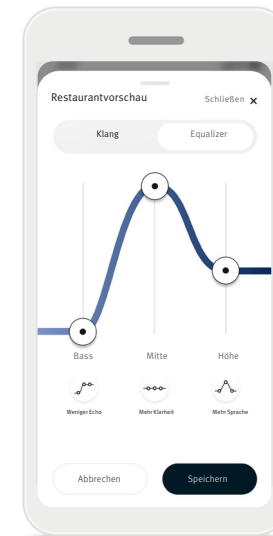 Restaurantvorschau Schließen ×
Klang Equalizer
Bass Mitte Höhe
Weniger Echo Mehr Klarheit Mehr Sprache
Abbrechen Speichern